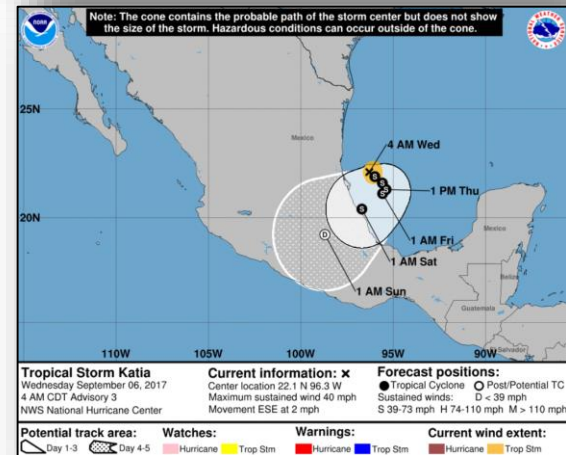 Note: The cone contains the probable path of the storm center but does not show
the size of the storm. Hazardous conditions can occur outside of the cone.
NOAA
25N
Mexico
4 AM Wed
S
S
S
1 PM Thu
S
20N
S
D
1 AM Fri
Mexico
1 AM Sat
Belize
1 AM Sun
Guatemala
El Salvador
110W
105W
100W
95W
90W
Tropical Storm Katia
Wednesday September 06, 2017
4 AM CDT Advisory 3
NWS National Hurricane Center
Current information: ×
Center location 22.1 N 96.3 W
Maximum sustained wind 40 mph
Movement ESE at 2 mph
Forecast positions:
● Tropical Cyclone ○ Post/Potential TC
Sustained winds: D < 39 mph
S 39-73 mph H 74-110 mph M > 110 mph
Potential track area:
Day 1-3 Day 4-5
Watches:
Hurricane Trop Stm
Warnings:
Hurricane Trop Stm
Current wind extent:
Hurricane Trop Stm